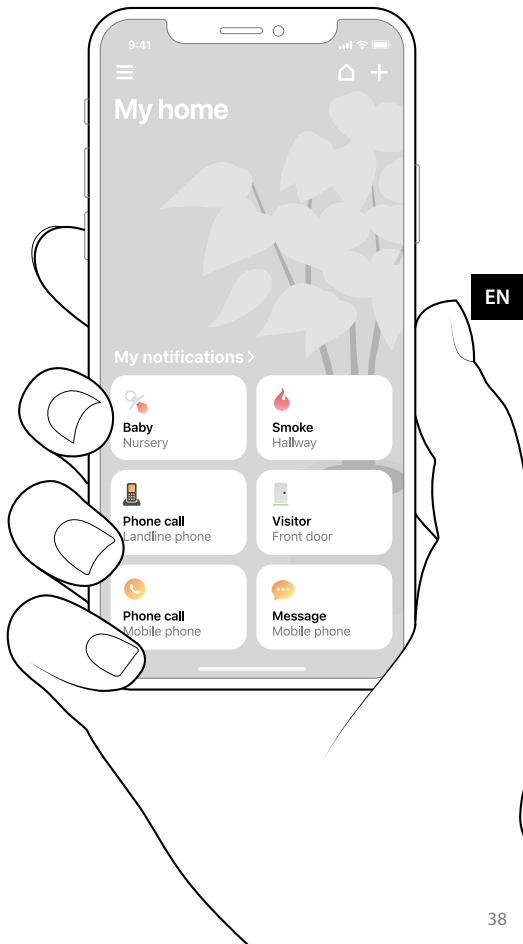 9:41
My home
EN
My notifications >
Baby
Nursery
Smoke
Hallway
Phone call
Landline phone
Visitor
Front door
Phone call
Mobile phone
Message
Mobile phone
38